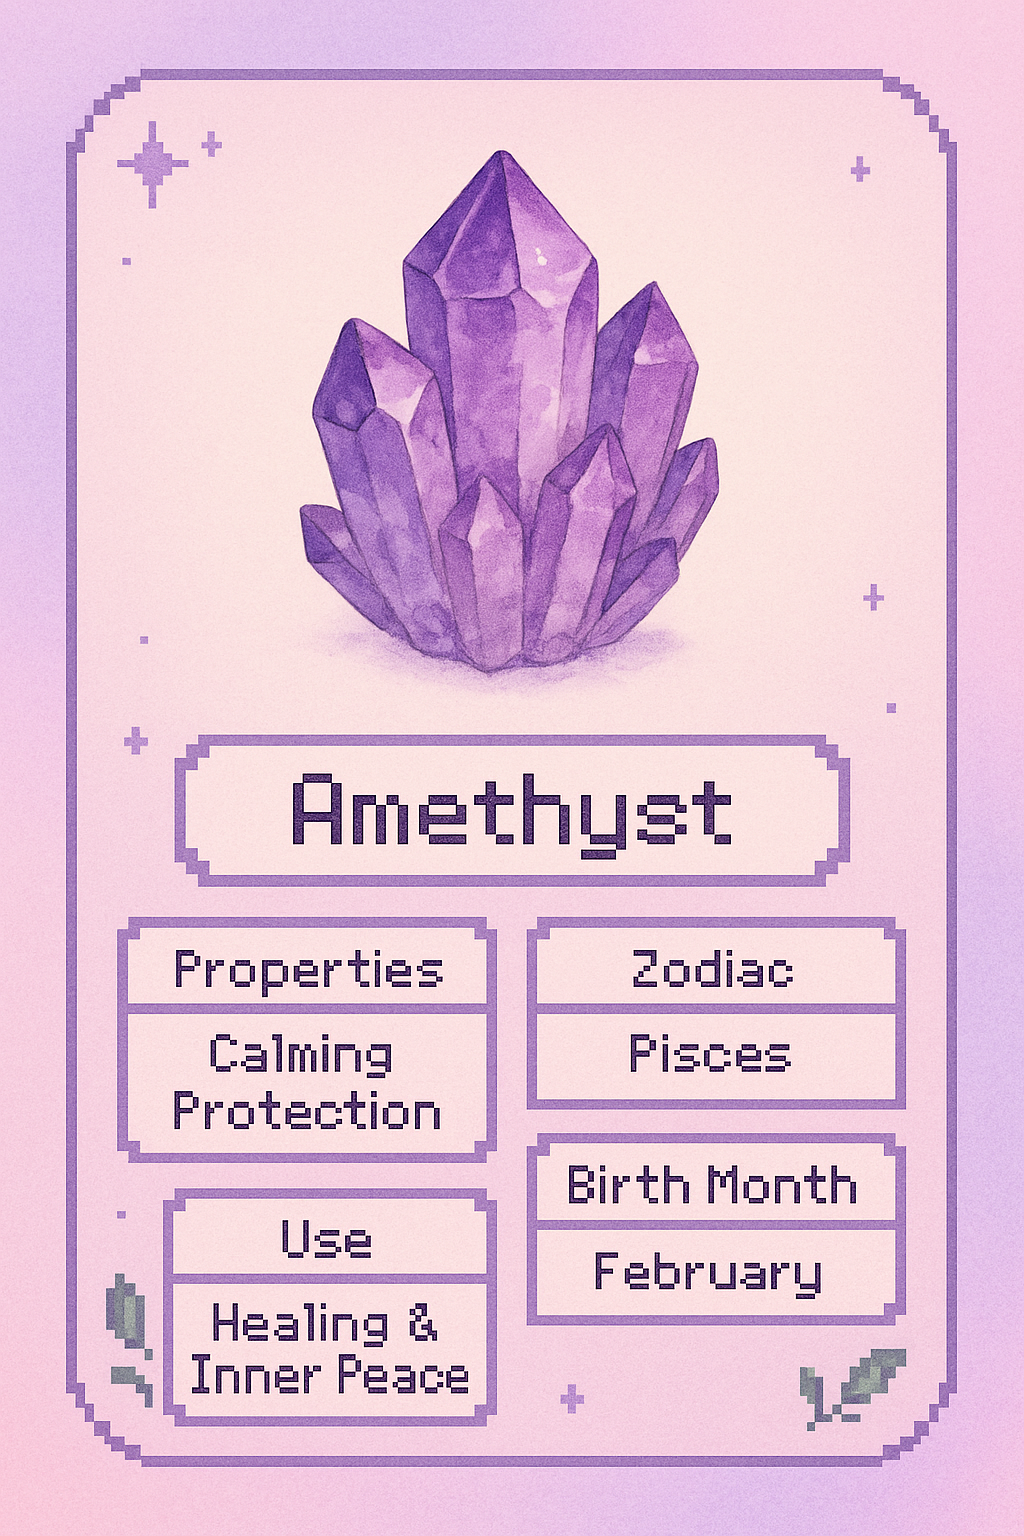 Amethyst
Properties
Calming
Protection
Zodiac
Pisces
Use
Healing &
Inner Peace
Birth Month
February